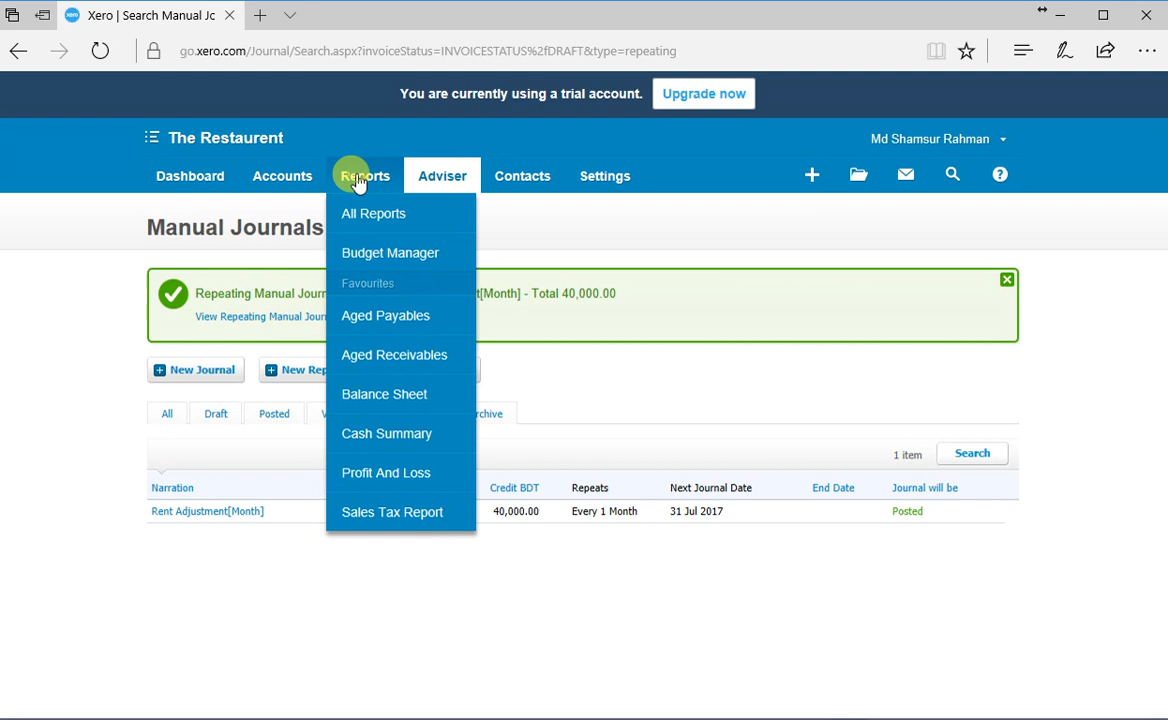 Xero | Search Manual Jc
go.xero.com/Journal/Search.aspx?invoiceStatus=INVOICESTATUS%2fDRAFT&type=repeating
You are currently using a trial account.
Upgrade now
The Restaurent
Md Shamsur Rahman
Dashboard
Accounts
Reports
Adviser
Contacts
Settings
All Reports
Budget Manager
Favourites
Aged Payables
Aged Receivables
Balance Sheet
Cash Summary
Profit And Loss
Sales Tax Report
Manual Journals
Repeating Manual Journ
t[Month] - Total 40,000.00
View Repeating Manual Journ
New Journal
New Rep
All
Draft
Posted
chive
1 item
Search
Narration
Credit BDT
Repeats
Next Journal Date
End Date
Journal will be
Rent Adjustment[Month]
40,000.00
Every 1 Month
31 Jul 2017
Posted